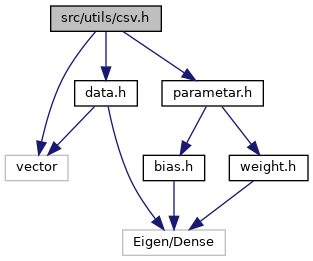 src/utils/csv.h
data.h
parametar.h
vector
bias.h
weight.h
Eigen/Dense